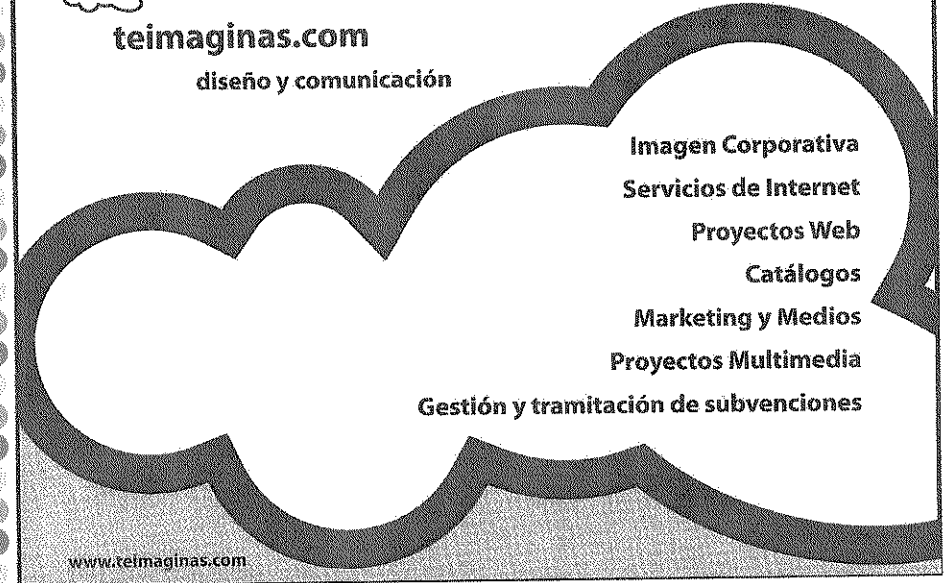 teimaginas.com
diseño y comunicación
Imagen Corporativa
Servicios de Internet
Proyectos Web
Catálogos
Marketing y Medios
Proyectos Multimedia
Gestión y tramitación de subvenciones
www.teimaginas.com